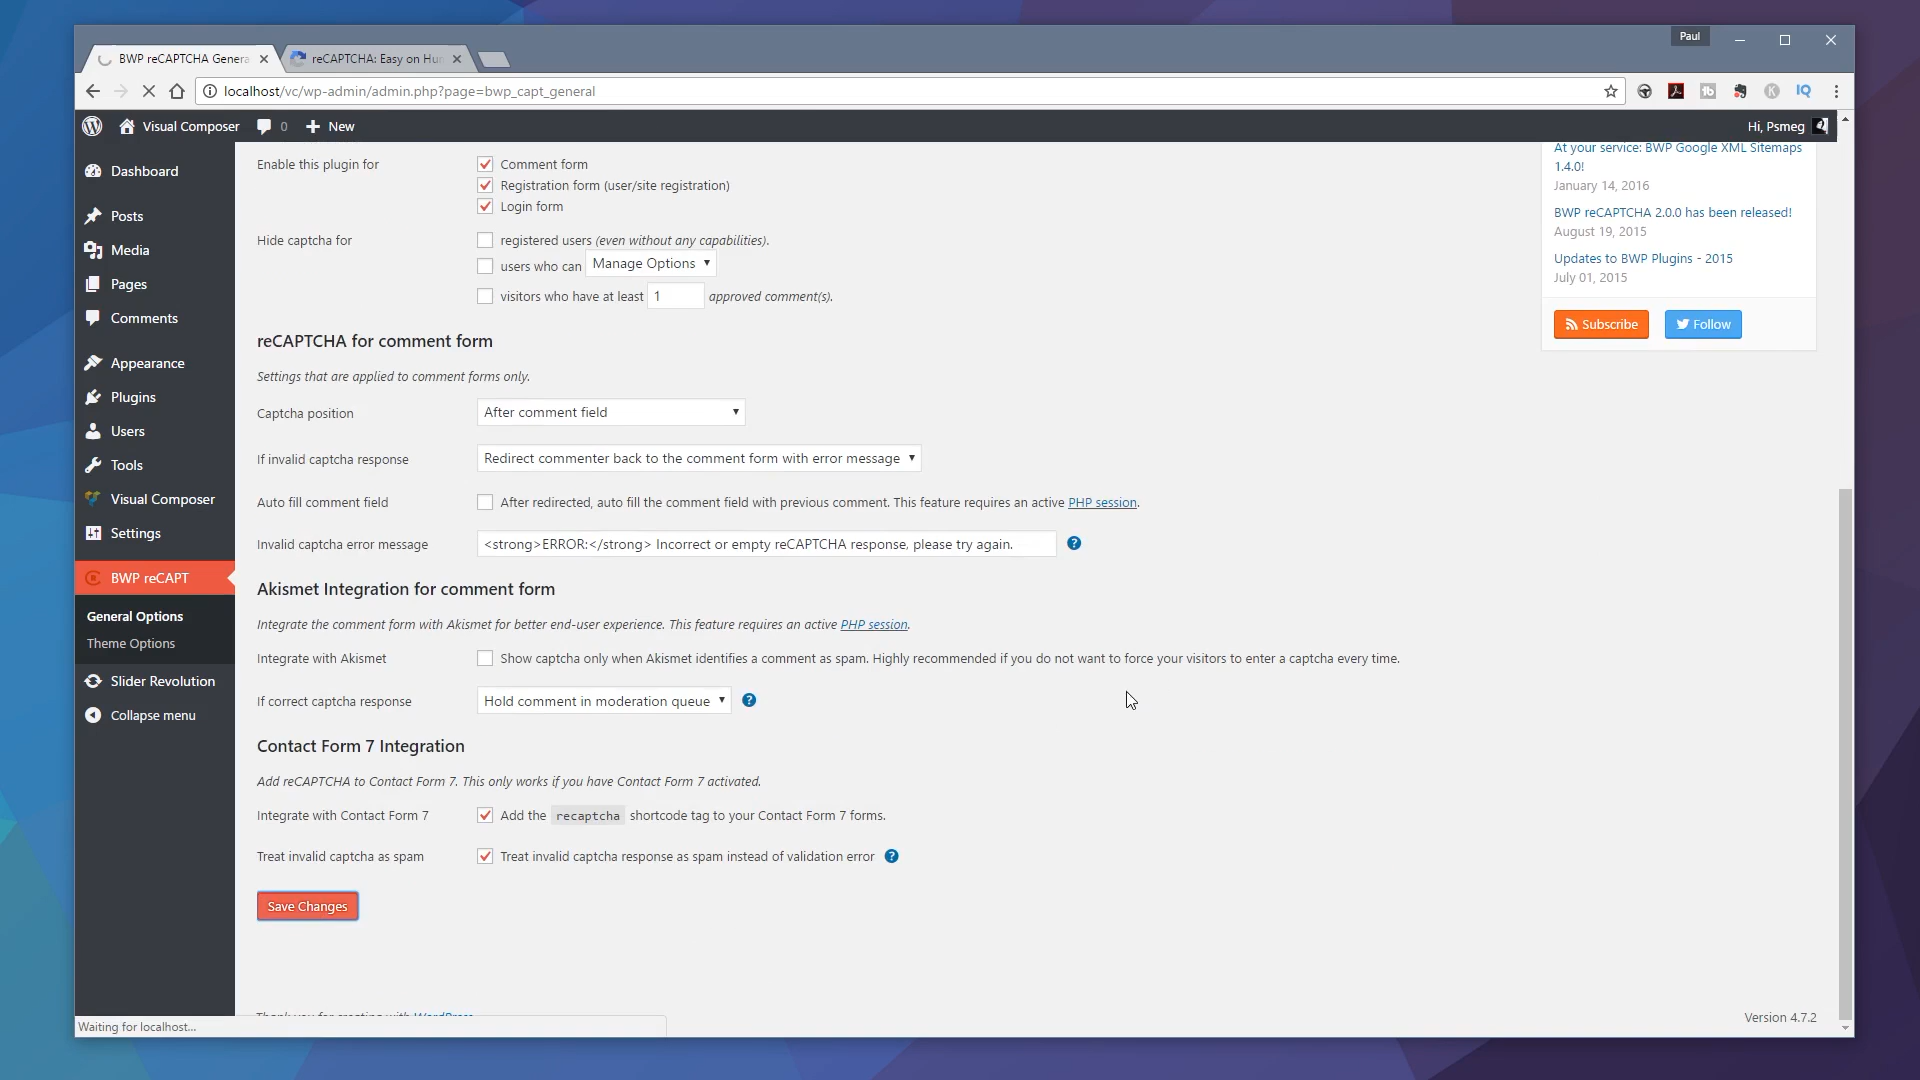 Paul
BWP reCAPTCHA Genera
reCAPTCHA: Easy on Hum
localhost/vc/wp-admin/admin.php?page=bwp_capt_general
Visual Composer 0 New
Hi, Psmeg
Dashboard
Posts
Media
Pages
Comments
Appearance
Plugins
Users
Tools
Visual Composer
Settings
BWP reCAPT
General Options
Theme Options
Slider Revolution
Collapse menu
Enable this plugin for
Comment form
Registration form (user/site registration)
Login form
Hide captcha for
registered users (even without any capabilities).
users who can Manage Options
visitors who have at least 1 approved comment(s).
reCAPTCHA for comment form
Settings that are applied to comment forms only.
Captcha position After comment field
If invalid captcha response Redirect commenter back to the comment form with error message
Auto fill comment field After redirected, auto fill the comment field with previous comment. This feature requires an active PHP session.
Invalid captcha error message <strong>ERROR:</strong> Incorrect or empty reCAPTCHA response, please try again. ?
Akismet Integration for comment form
Integrate the comment form with Akismet for better end-user experience. This feature requires an active PHP session.
Integrate with Akismet Show captcha only when Akismet identifies a comment as spam. Highly recommended if you do not want to force your visitors to enter a captcha every time.
If correct captcha response Hold comment in moderation queue ?
Contact Form 7 Integration
Add reCAPTCHA to Contact Form 7. This only works if you have Contact Form 7 activated.
Integrate with Contact Form 7 Add the recaptcha shortcode tag to your Contact Form 7 forms.
Treat invalid captcha as spam Treat invalid captcha response as spam instead of validation error ?
Save Changes
At your service: BWP Google XML Sitemaps
1.4.0!
January 14, 2016
BWP reCAPTCHA 2.0.0 has been released!
August 19, 2015
Updates to BWP Plugins - 2015
July 01, 2015
Subscribe
Follow
Thank you for creating with WordPress
Version 4.7.2
Waiting for localhost...